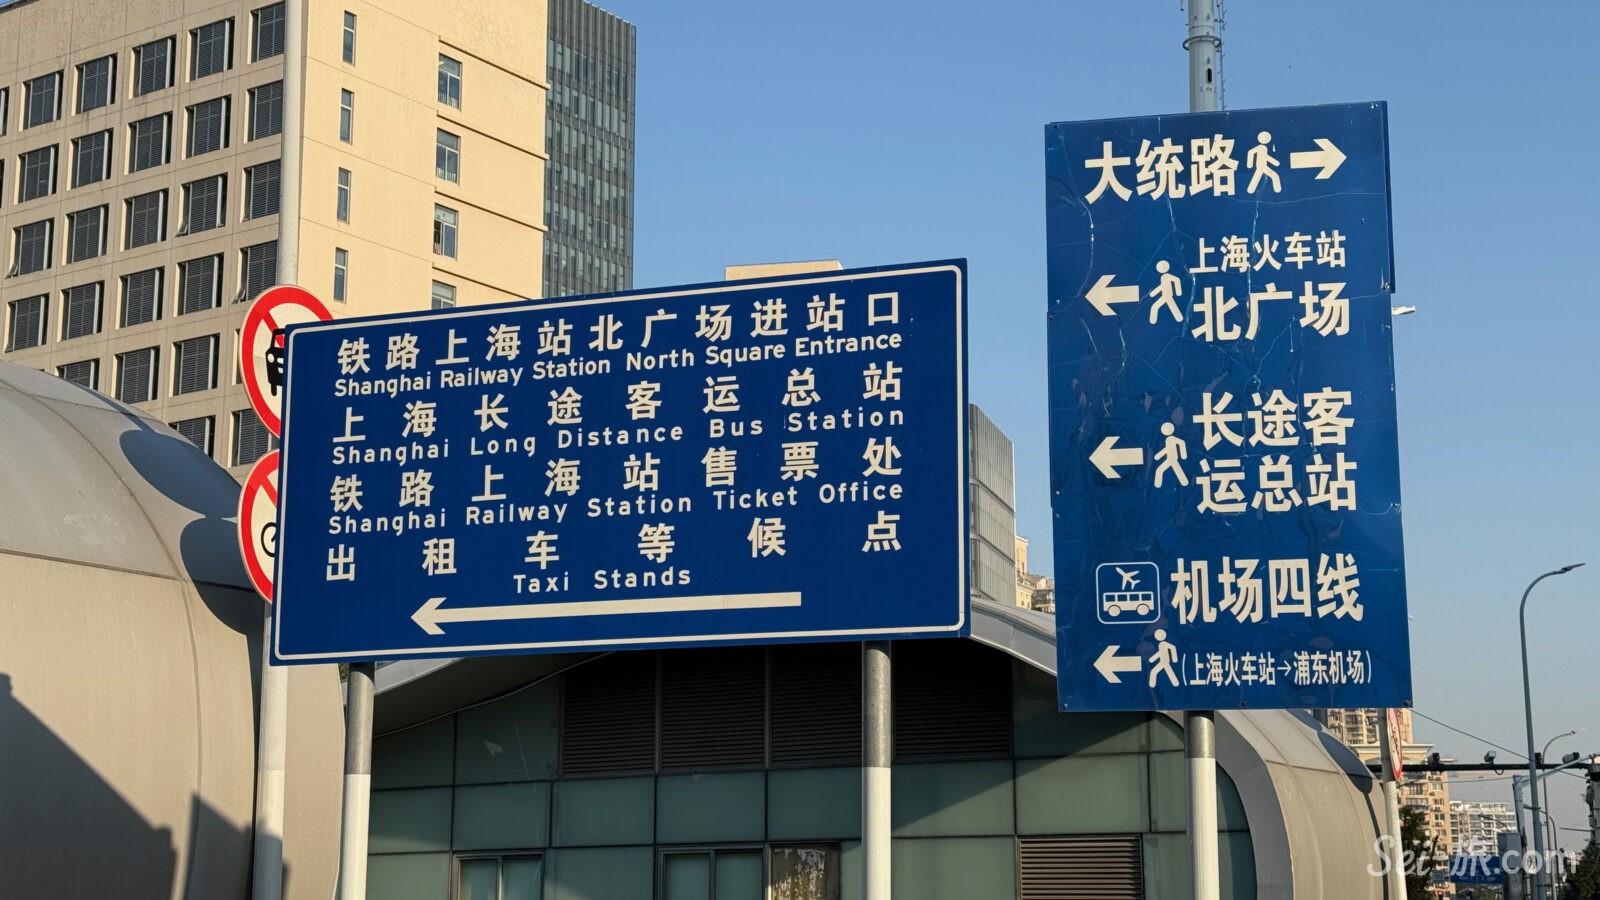 铁路上海站北广场进站口
Shanghai Railway Station North Square Entrance
上海长途客运总站
Shanghai Long Distance Bus Station
铁路上海站售票处
Shanghai Railway Station Ticket Office
出租车等候点
Taxi Stands
大统路
上海火车站
北广场
长途客
运总站
机场四线
(上海火车站→浦东机场)
Sei-旅.com